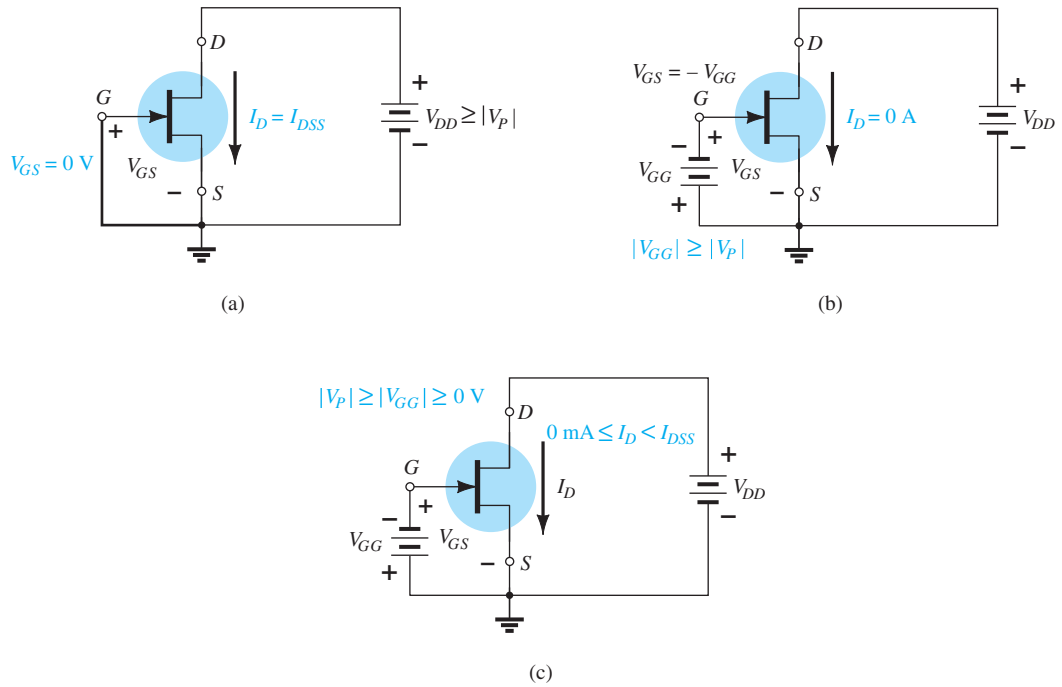 D
G
+
I_D = I_DSS
+
V_DD ≥ |V_P|
−
V_GS = 0 V
V_GS
−
S
(a)
D
V_GS = − V_GG
G
−
+
I_D = 0 A
+
V_DD
−
V_GG
V_GS
+
−
S
|V_GG| ≥ |V_P|
(b)
|V_P| ≥ |V_GG| ≥ 0 V
D
0 mA ≤ I_D < I_DSS
G
−
+
I_D
+
V_DD
−
V_GG
V_GS
+
−
S
(c)